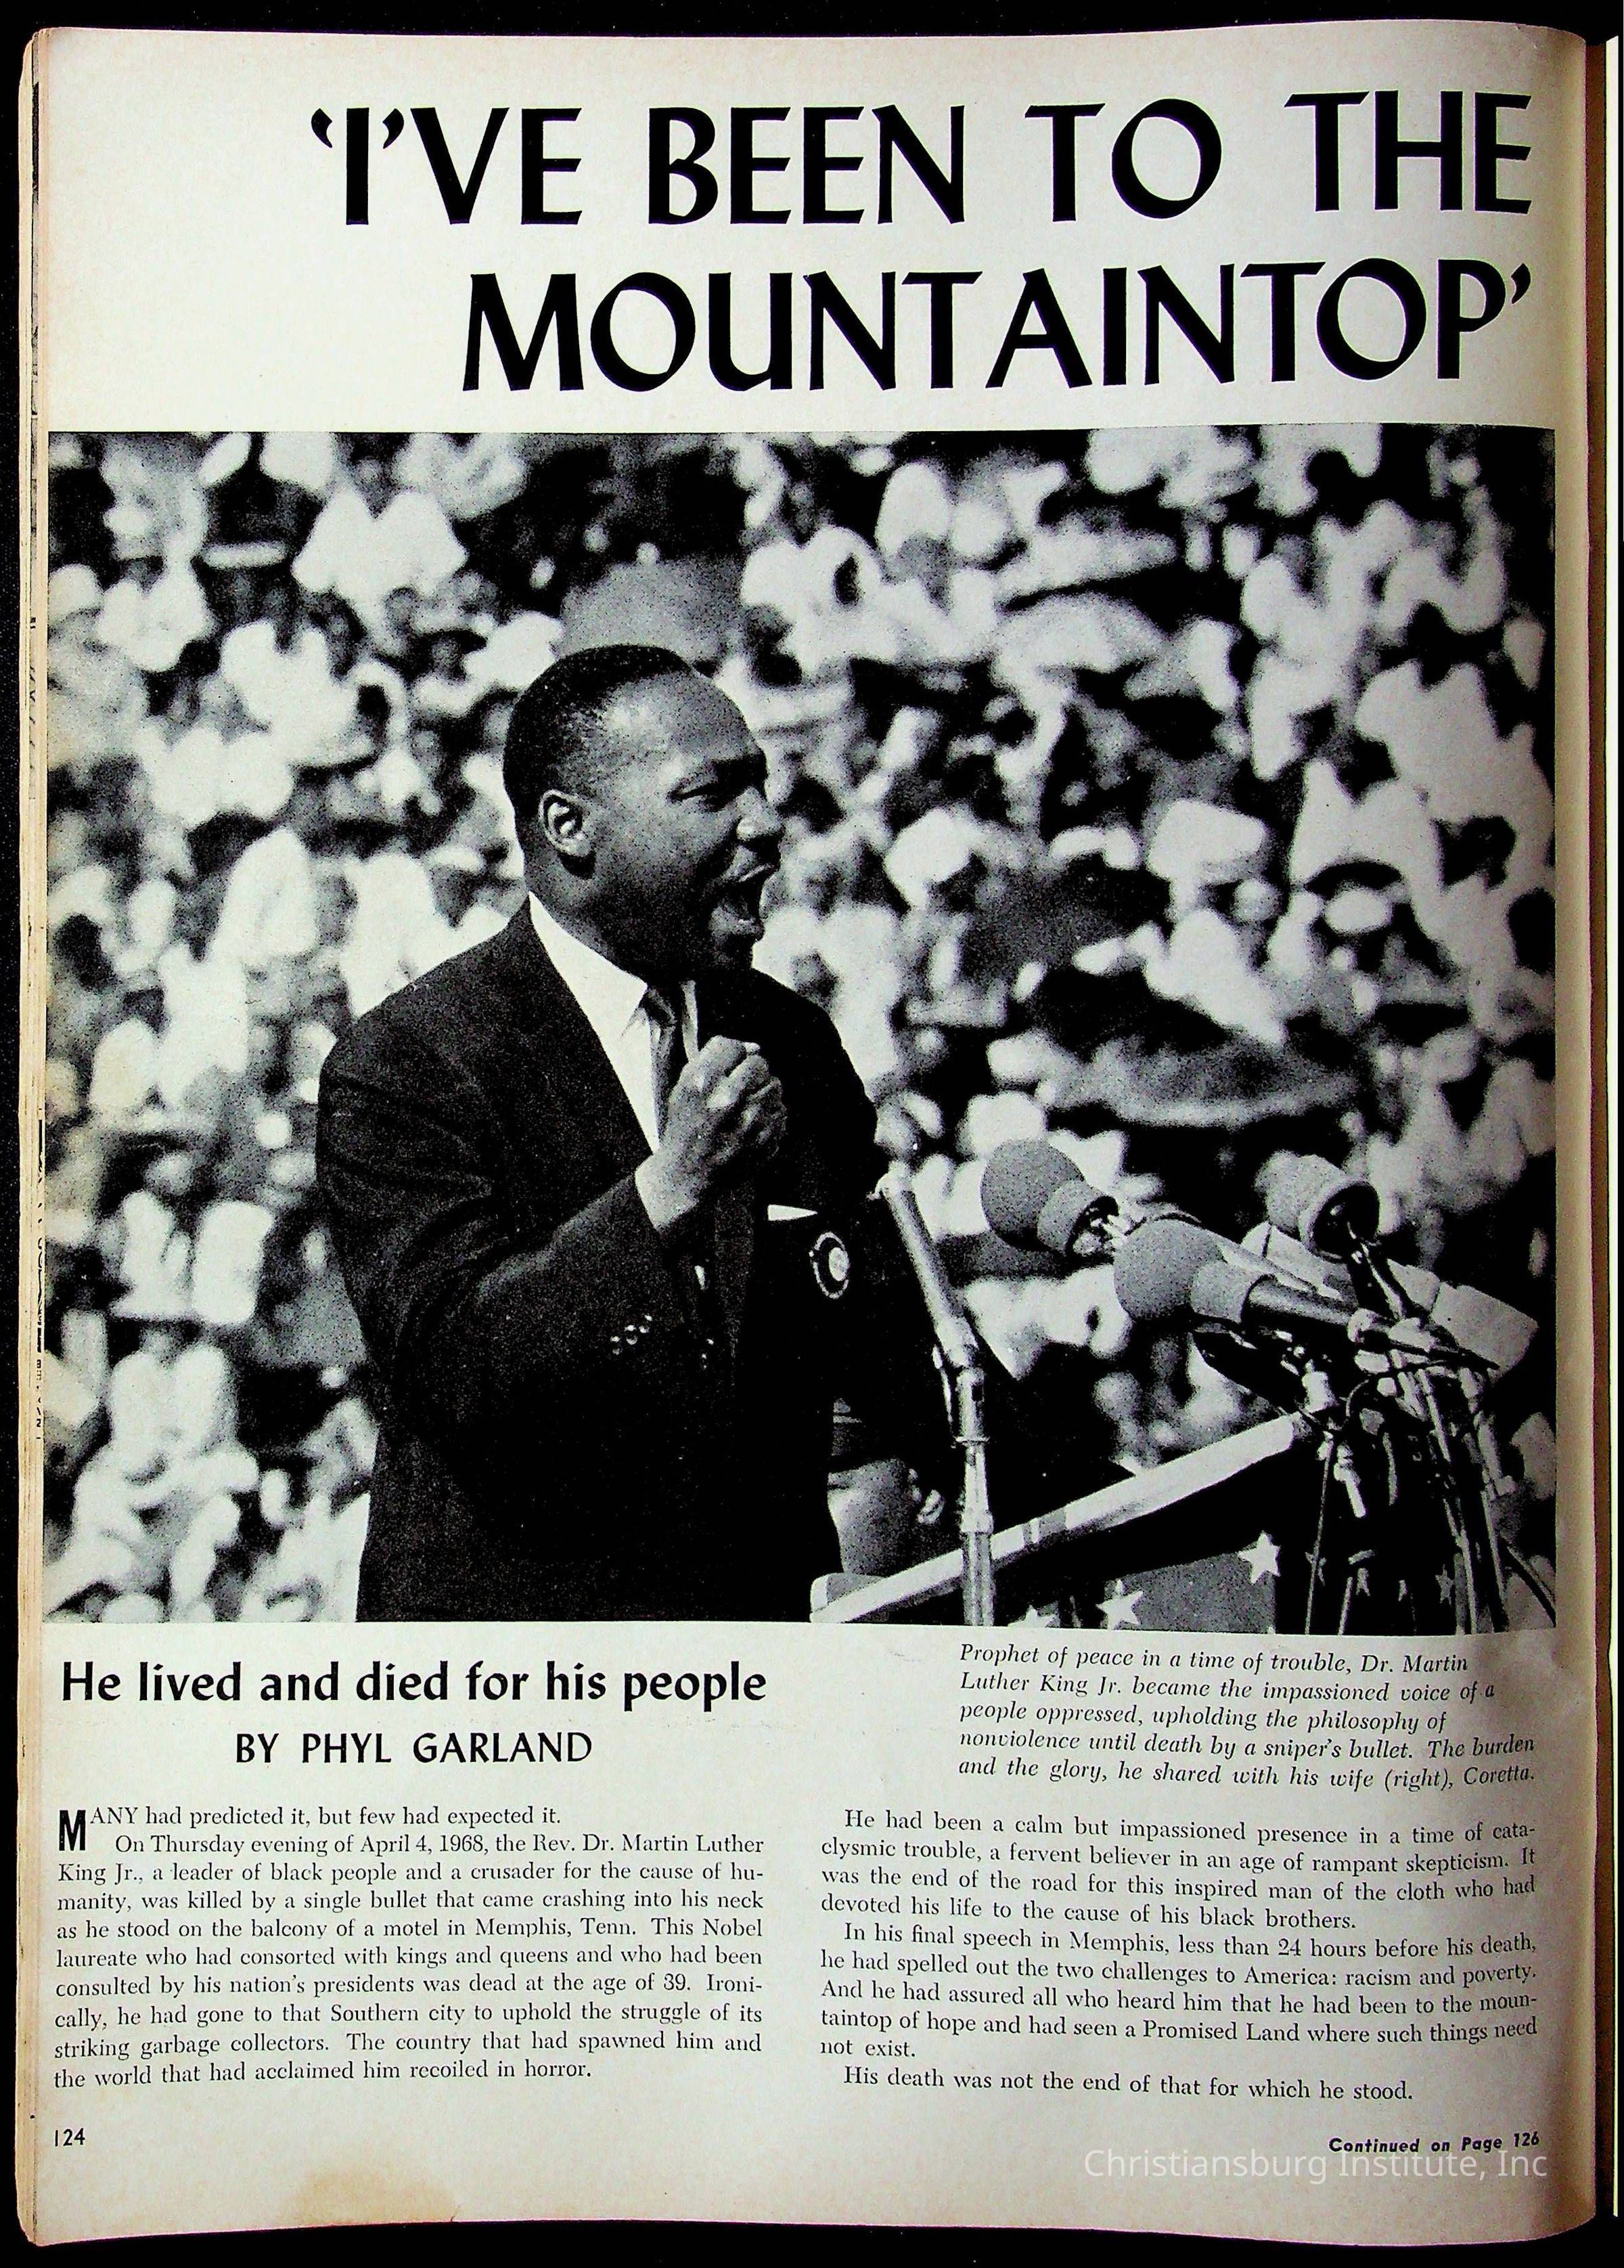 ‘I’VE BEEN TO THE
MOUNTAINTOP’
He lived and died for his people
BY PHYL GARLAND
Prophet of peace in a time of trouble, Dr. Martin
Luther King Jr. became the impassioned voice of a
people oppressed, upholding the philosophy of
nonviolence until death by a sniper's bullet. The burden
and the glory, he shared with his wife (right), Coretta.
MANY had predicted it, but few had expected it.
On Thursday evening of April 4, 1968, the Rev. Dr. Martin Luther
King Jr., a leader of black people and a crusader for the cause of hu-
manity, was killed by a single bullet that came crashing into his neck
as he stood on the balcony of a motel in Memphis, Tenn. This Nobel
laureate who had consorted with kings and queens and who had been
consulted by his nation's presidents was dead at the age of 39. Ironi-
cally, he had gone to that Southern city to uphold the struggle of its
striking garbage collectors. The country that had spawned him and
the world that had acclaimed him recoiled in horror.
He had been a calm but impassioned presence in a time of cata-
clysmic trouble, a fervent believer in an age of rampant skepticism. It
was the end of the road for this inspired man of the cloth who had
devoted his life to the cause of his black brothers.
In his final speech in Memphis, less than 24 hours before his death,
he had spelled out the two challenges to America: racism and poverty.
And he had assured all who heard him that he had been to the moun-
taintop of hope and had seen a Promised Land where such things need
not exist.
His death was not the end of that for which he stood.
124
Continued on Page 126
Christiansburg Institute, Inc